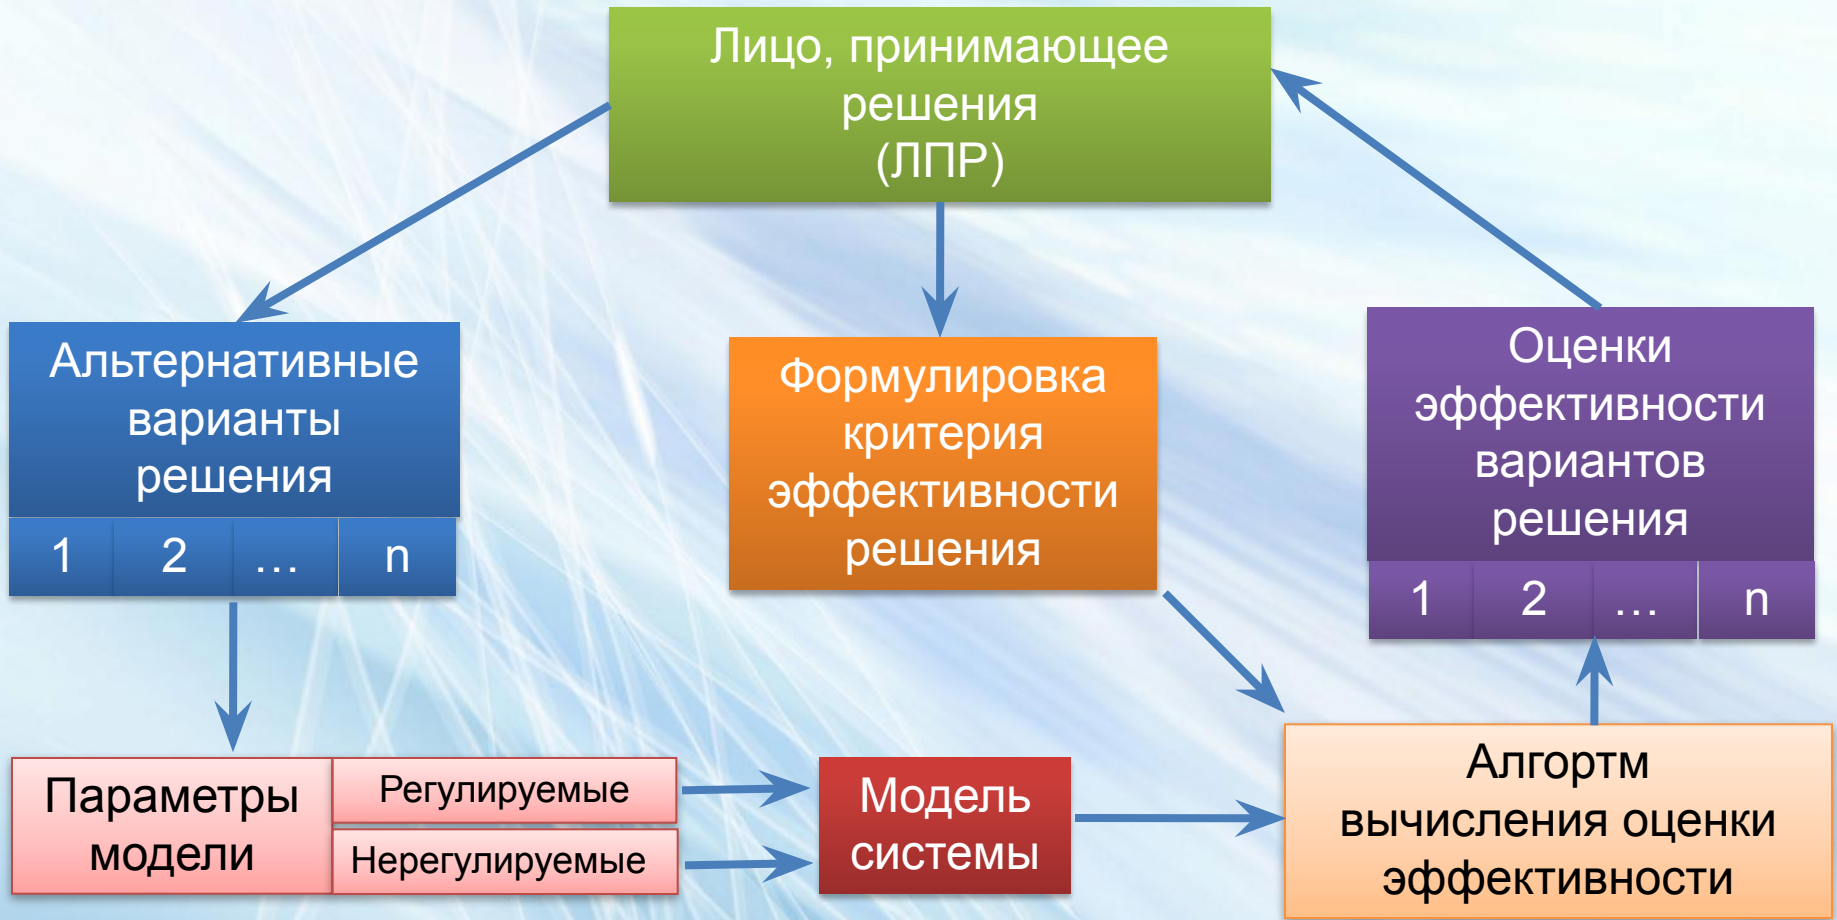 Лицо, принимающее
решения
(ЛПР)
Альтернативные
варианты
решения
1 2 … n
Формулировка
критерия
эффективности
решения
Оценки
эффективности
вариантов
решения
1 2 … n
Параметры
модели
Регулируемые
Нерегулируемые
Модель
системы
Алгортм
вычисления оценки
эффективности